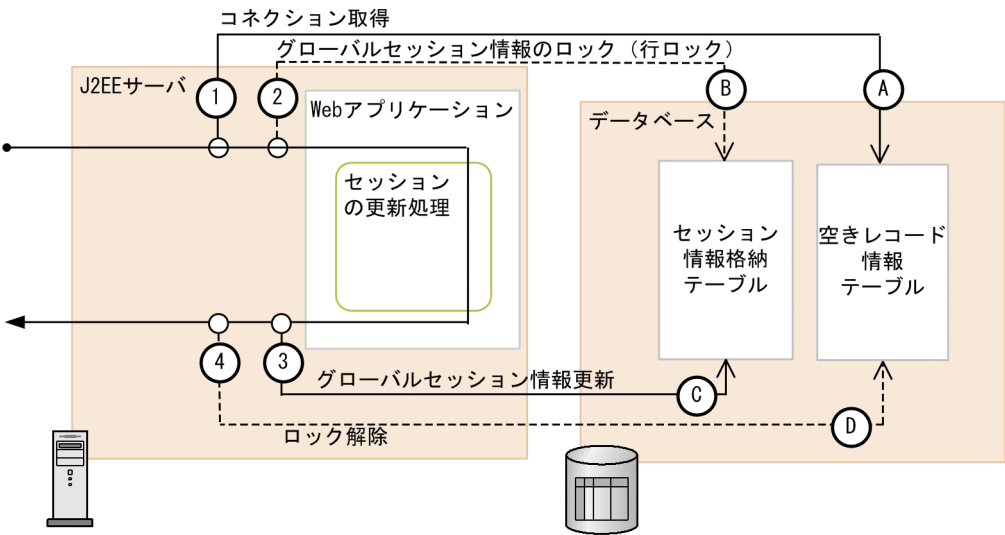 コネクション取得
グローバルセッション情報のロック（行ロック）
J2EEサーバ
1
2
B
A
Webアプリケーション
データベース
セッション
の更新処理
セッション
情報格納
テーブル
空きレコード
情報
テーブル
4
3
グローバルセッション情報更新
C
D
ロック解除